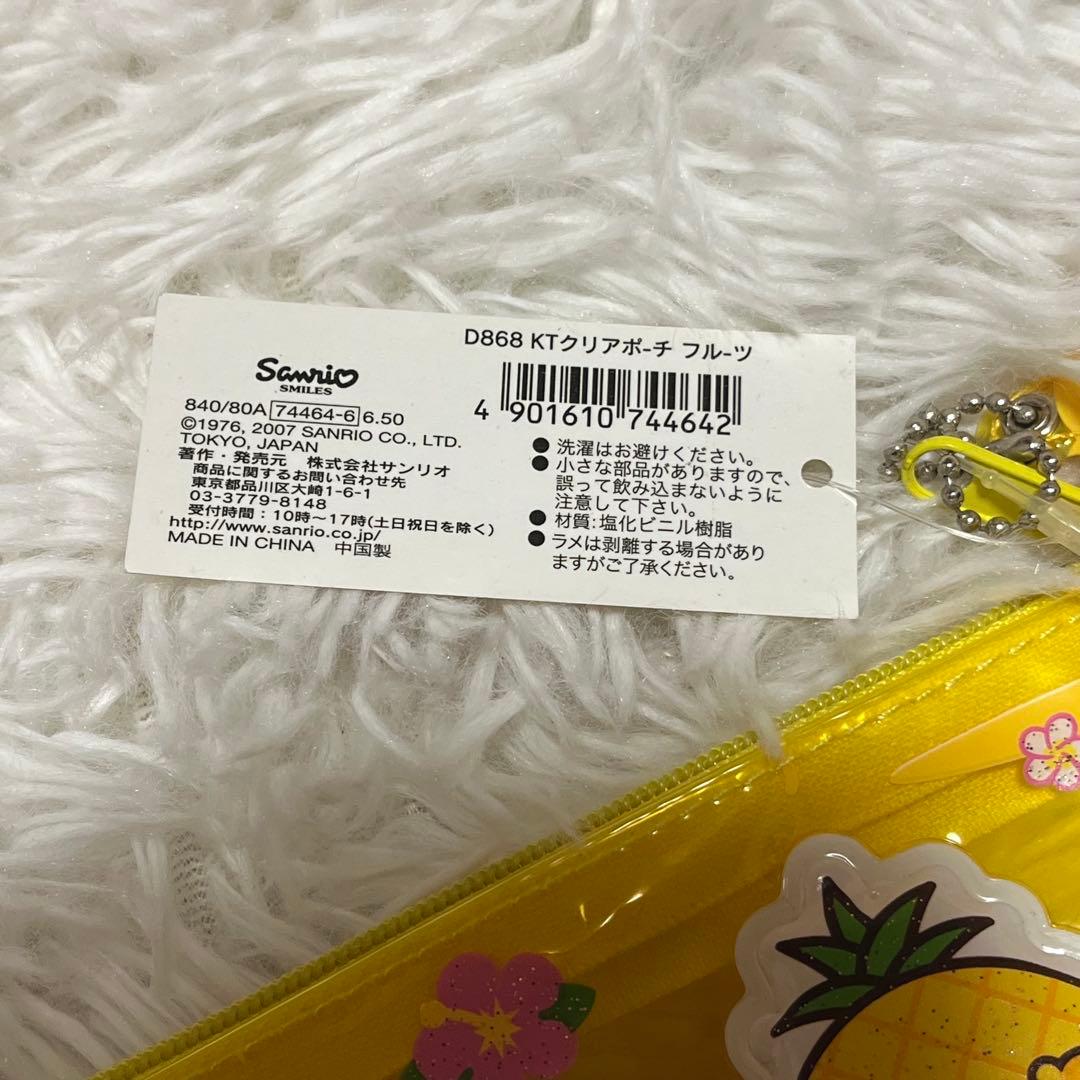 D868 KTクリアポーチ フルーツ
Sanrio
SMILES
840/80A 74464-6 6.50
©1976, 2007 SANRIO CO., LTD.
TOKYO, JAPAN
著作・発売元 株式会社サンリオ
商品に関するお問い合わせ先
東京都品川区大崎1-6-1
03-3779-8148
受付時間:10時～17時(土日祝日を除く)
http://www.sanrio.co.jp/
MADE IN CHINA 中国製
4 901610 744642
●洗濯はお避けください。
●小さな部品がありますので、
誤って飲み込まないように
注意して下さい。
●材質:塩化ビニル樹脂
●ラメは剥離する場合があり
ますがご了承ください。